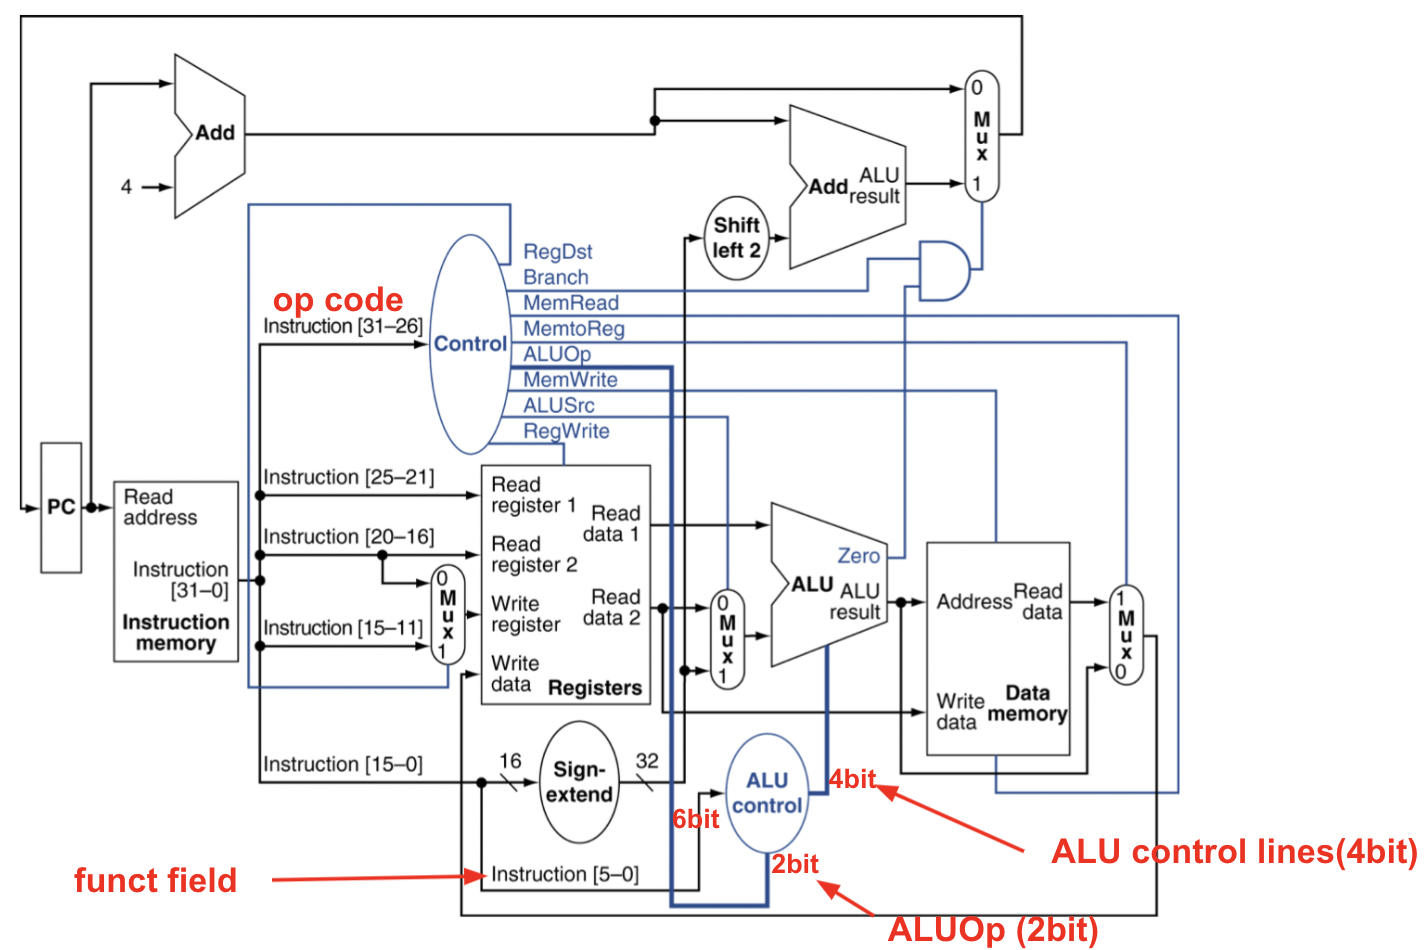 0
M
u
x
1
Add
4
Add
ALU
result
Shift
left 2
RegDst
Branch
MemRead
MemtoReg
ALUOp
MemWrite
ALUSrc
RegWrite
op code
Instruction [31–26]
Control
PC
Read
address
Instruction
[31–0]
Instruction
memory
Instruction [25–21]
Instruction [20–16]
Instruction [15–11]
0
M
u
x
1
Read
register 1
Read
register 2
Write
register
Write
data
Read
data 1
Read
data 2
Registers
0
M
u
x
1
Zero
ALU
ALU
result
Address
Read
data
Write
data
Data
memory
1
M
u
x
0
Instruction [15–0]
16
Sign-
extend
32
ALU
control
4bit
6bit
2bit
ALU control lines(4bit)
funct field
Instruction [5–0]
ALUOp (2bit)